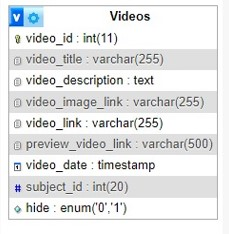 v Videos
video_id : int(11)
video_title : varchar(255)
video_description : text
video_image_link : varchar(255)
video_link : varchar(255)
preview_video_link : varchar(500)
video_date : timestamp
# subject_id : int(20)
hide : enum('0','1')